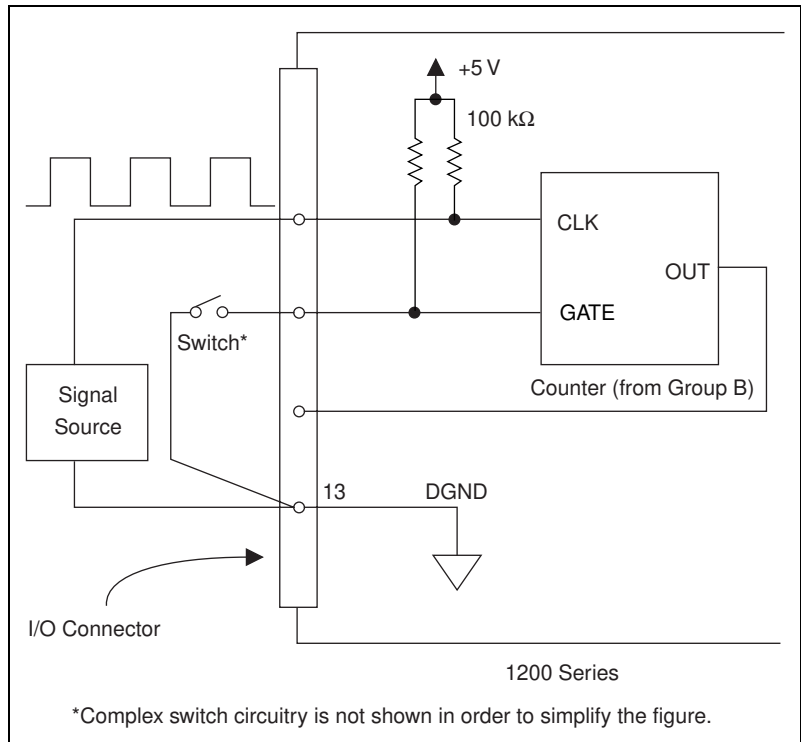 +5 V
100 kΩ
CLK
OUT
GATE
Switch*
Counter (from Group B)
Signal
Source
13
DGND
I/O Connector
1200 Series
*Complex switch circuitry is not shown in order to simplify the figure.